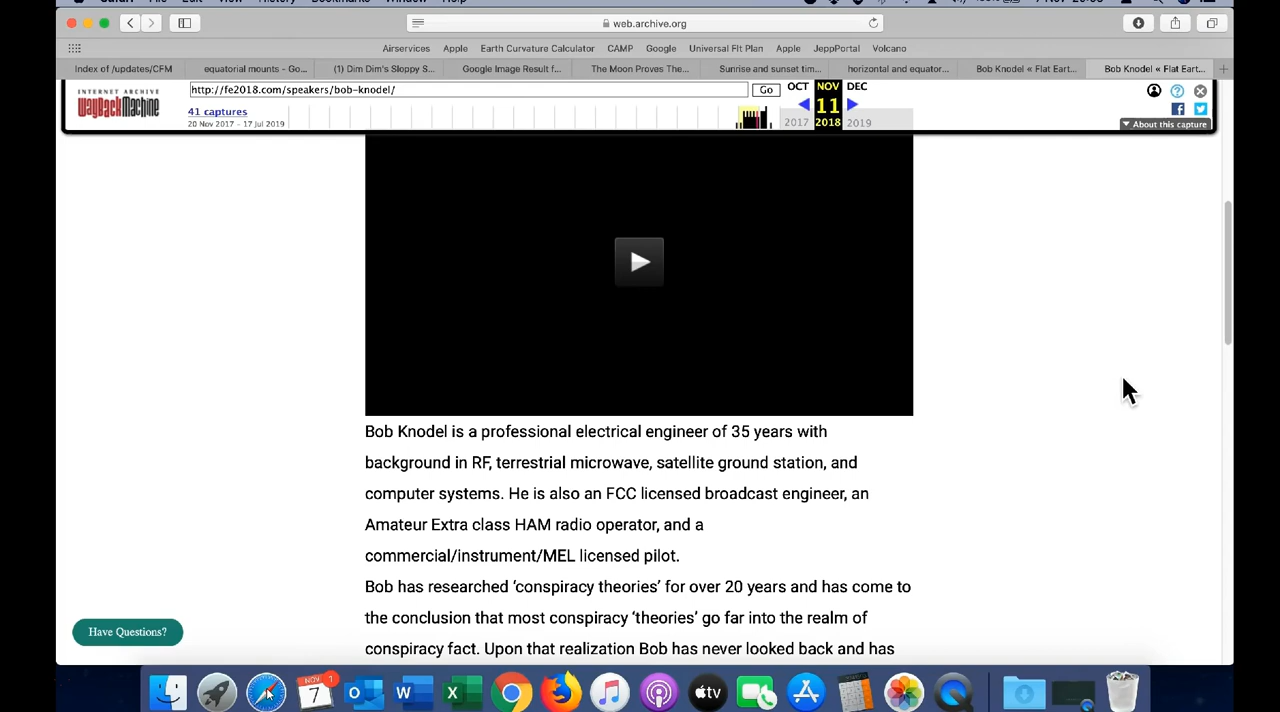 web.archive.org
Airservices Apple Earth Curvature Calculator CAMP Google Universal Flt Plan Apple JeppPortal Volcano
Index of /updates/CFM equatorial mounts - Go... (1) Dim Dim's Sloppy S... Google Image Result f... The Moon Proves The... Sunrise and sunset tim... horizontal and equator... Bob Knodel « Flat Eart... Bob Knodel « Flat Eart...
INTERNET ARCHIVE
WayBackMachine
http://fe2018.com/speakers/bob-knodel/ Go
41 captures
20 Nov 2017 - 17 Jul 2019
OCT NOV DEC
11
2017 2018 2019
About this capture
Bob Knodel is a professional electrical engineer of 35 years with
background in RF, terrestrial microwave, satellite ground station, and
computer systems. He is also an FCC licensed broadcast engineer, an
Amateur Extra class HAM radio operator, and a
commercial/instrument/MEL licensed pilot.
Bob has researched ‘conspiracy theories’ for over 20 years and has come to
the conclusion that most conspiracy ‘theories’ go far into the realm of
conspiracy fact. Upon that realization Bob has never looked back and has
Have Questions?
NOV
7
1
tv